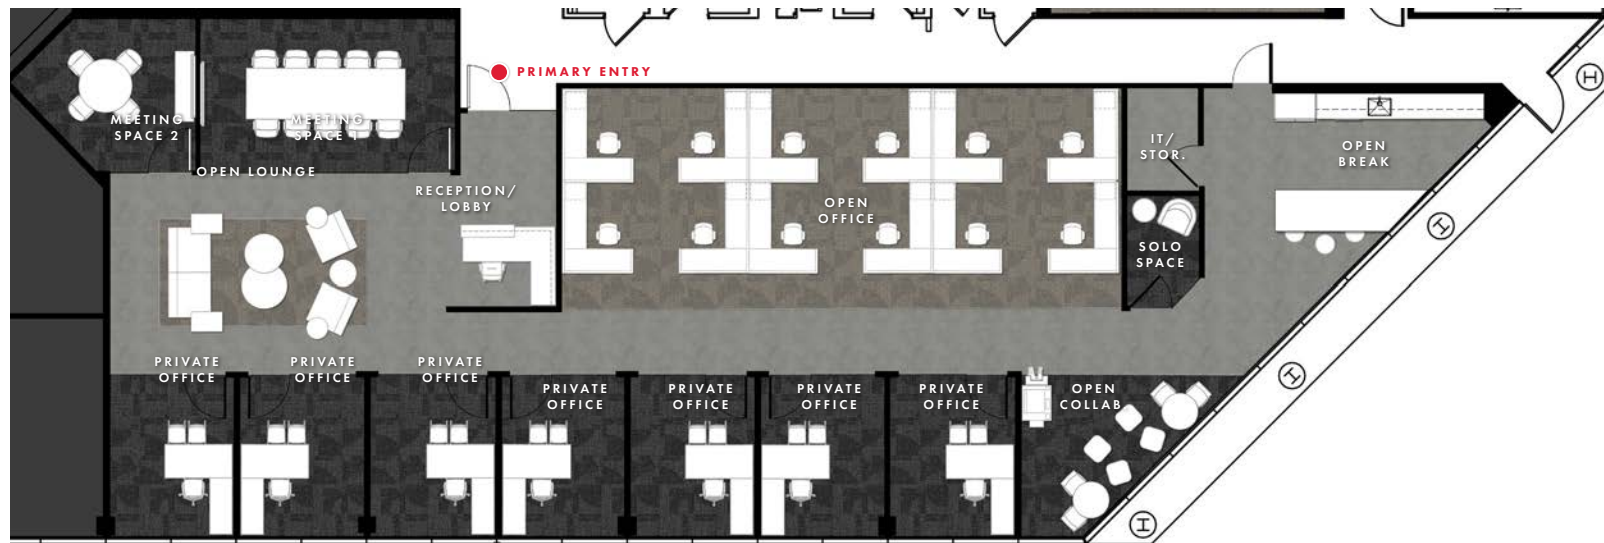 PRIMARY ENTRY
MEETING
SPACE 2
MEETING
SPACE 1
OPEN LOUNGE
RECEPTION/
LOBBY
OPEN
OFFICE
IT/
STOR.
OPEN
BREAK
SOLO
SPACE
PRIVATE
OFFICE
PRIVATE
OFFICE
PRIVATE
OFFICE
PRIVATE
OFFICE
PRIVATE
OFFICE
PRIVATE
OFFICE
PRIVATE
OFFICE
OPEN
COLLAB